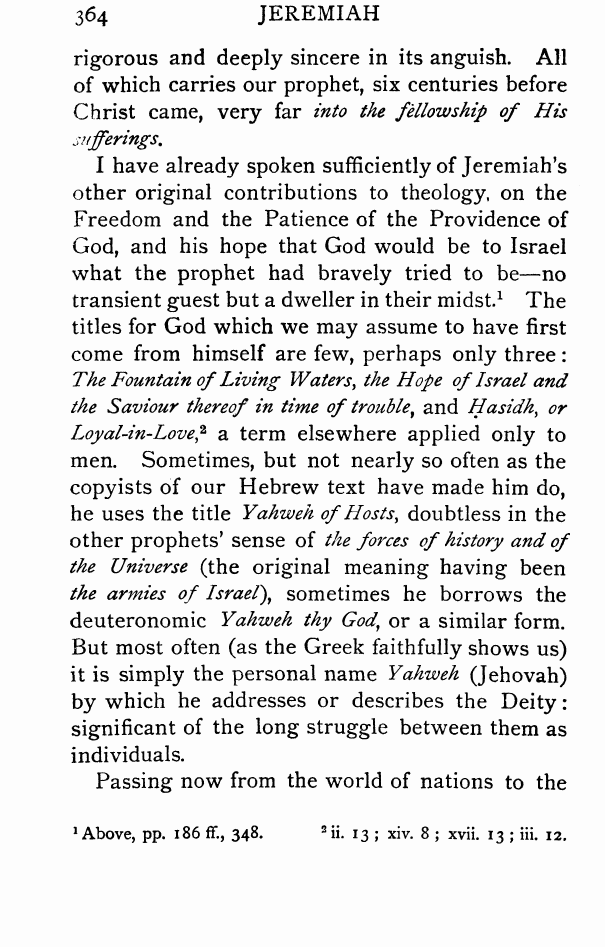 364 JEREMIAH
rigorous and deeply sincere in its anguish. All
of which carries our prophet, six centuries before
Christ came, very far into the fellowship of His
sufferings.
I have already spoken sufficiently of Jeremiah's
other original contributions to theology, on the
Freedom and the Patience of the Providence of
God, and his hope that God would be to Israel
what the prophet had bravely tried to be—no
transient guest but a dweller in their midst.¹ The
titles for God which we may assume to have first
come from himself are few, perhaps only three:
The Fountain of Living Waters, the Hope of Israel and
the Saviour thereof in time of trouble, and Ḥasidh, or
Loyal-in-Love,² a term elsewhere applied only to
men. Sometimes, but not nearly so often as the
copyists of our Hebrew text have made him do,
he uses the title Yahweh of Hosts, doubtless in the
other prophets' sense of the forces of history and of
the Universe (the original meaning having been
the armies of Israel), sometimes he borrows the
deuteronomic Yahweh thy God, or a similar form.
But most often (as the Greek faithfully shows us)
it is simply the personal name Yahweh (Jehovah)
by which he addresses or describes the Deity:
significant of the long struggle between them as
individuals.
Passing now from the world of nations to the
¹ Above, pp. 186 ff., 348. ² ii. 13; xiv. 8; xvii. 13; iii. 12.